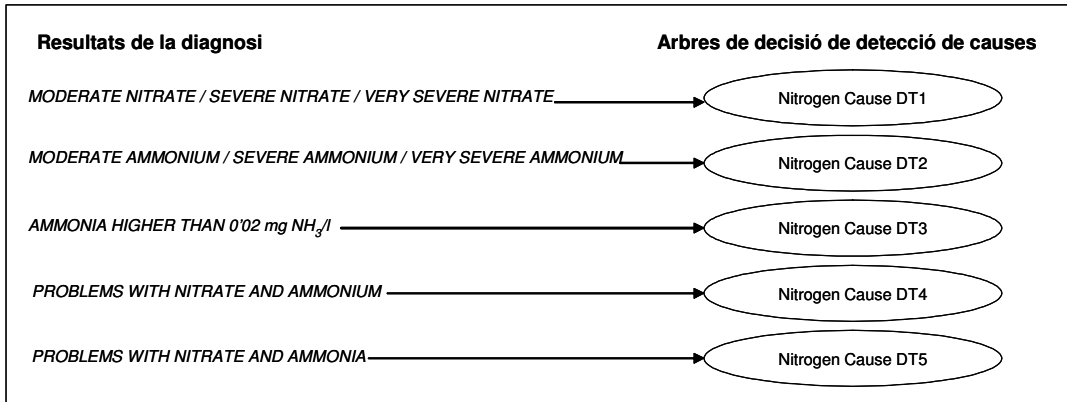 Resultats de la diagnosi
Arbres de decisió de detecció de causes
MODERATE NITRATE / SEVERE NITRATE / VERY SEVERE NITRATE
Nitrogen Cause DT1
MODERATE AMMONIUM / SEVERE AMMONIUM / VERY SEVERE AMMONIUM
Nitrogen Cause DT2
AMMONIA HIGHER THAN 0'02 mg NH3/l
Nitrogen Cause DT3
PROBLEMS WITH NITRATE AND AMMONIUM
Nitrogen Cause DT4
PROBLEMS WITH NITRATE AND AMMONIA
Nitrogen Cause DT5